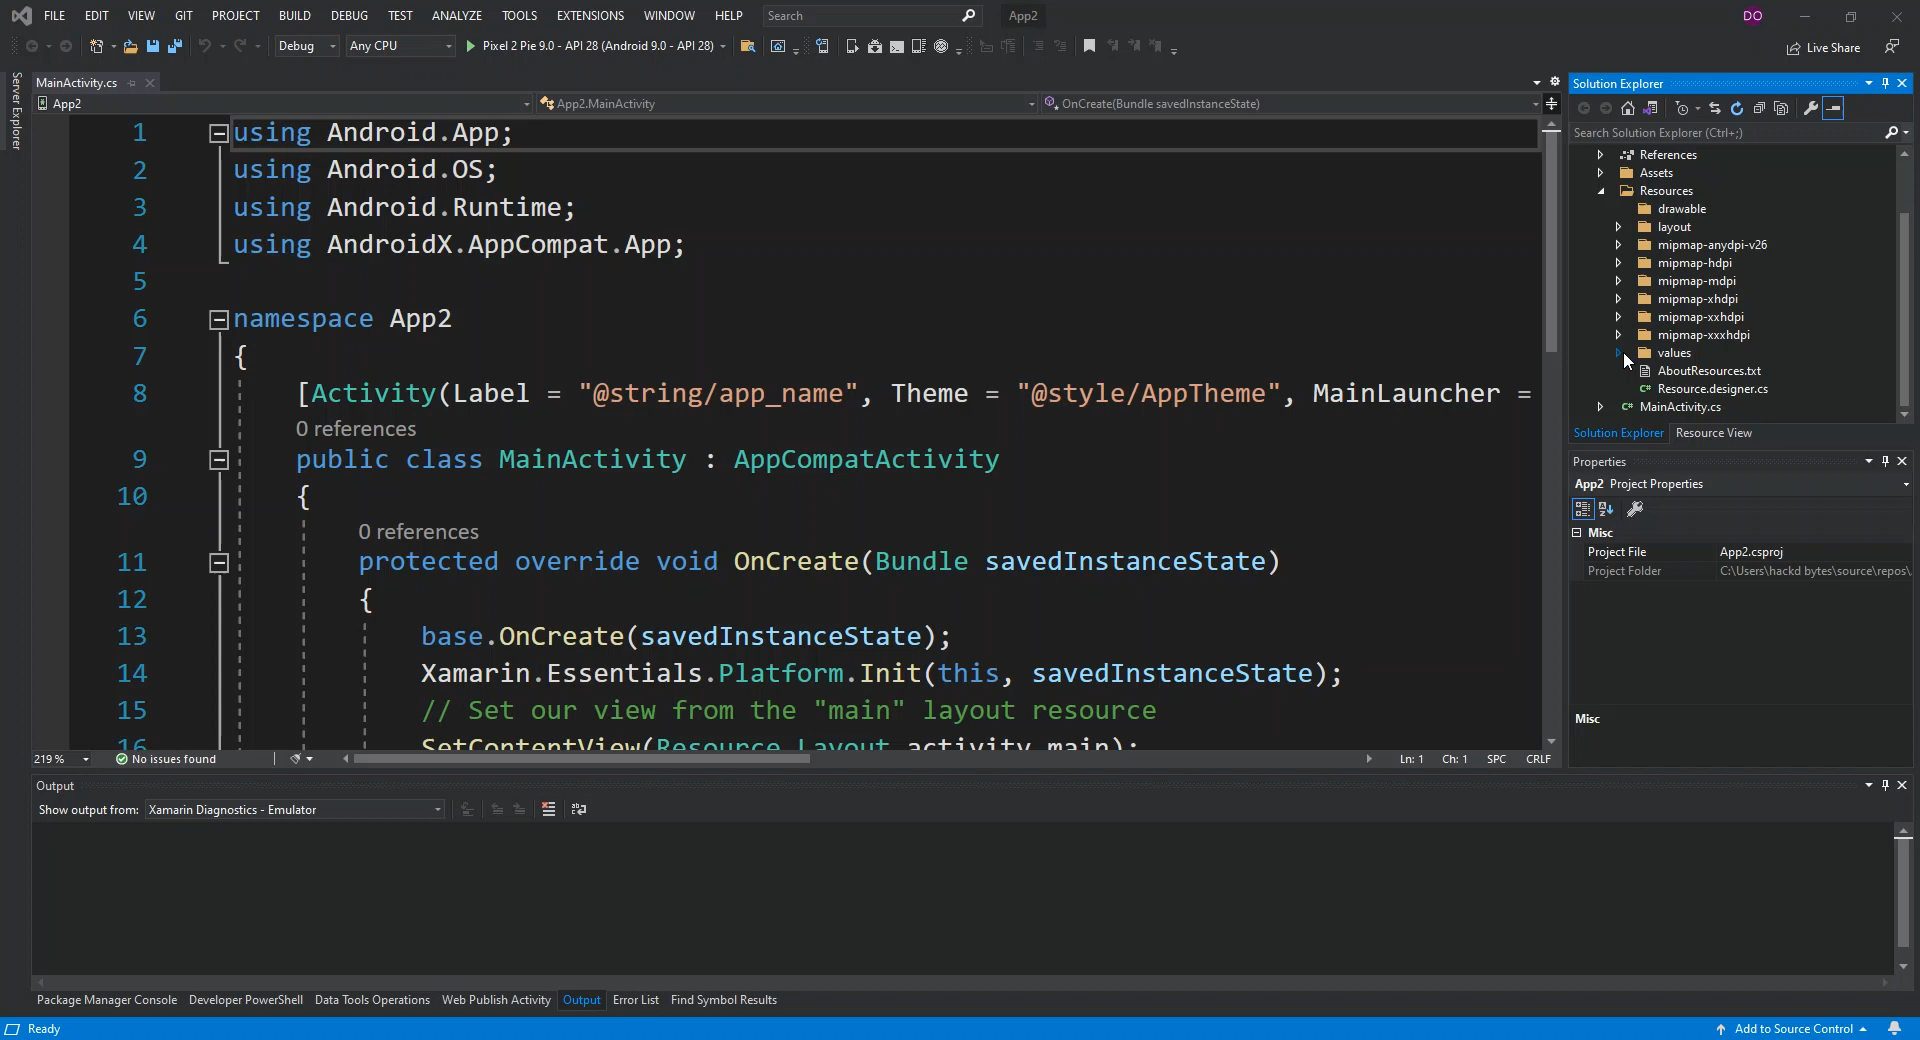 FILE EDIT VIEW GIT PROJECT BUILD DEBUG TEST ANALYZE TOOLS EXTENSIONS WINDOW HELP Search App2 DO
Debug Any CPU Pixel 2 Pie 9.0 - API 28 (Android 9.0 - API 28) Live Share
Server Explorer
MainActivity.cs
App2 App2.MainActivity OnCreate(Bundle savedInstanceState)
1 using Android.App;
2 using Android.OS;
3 using Android.Runtime;
4 using AndroidX.AppCompat.App;
5
6 namespace App2
7 {
8 [Activity(Label = "@string/app_name", Theme = "@style/AppTheme", MainLauncher =
0 references
9 public class MainActivity : AppCompatActivity
10 {
0 references
11 protected override void OnCreate(Bundle savedInstanceState)
12 {
13 base.OnCreate(savedInstanceState);
14 Xamarin.Essentials.Platform.Init(this, savedInstanceState);
15 // Set our view from the "main" layout resource
16 SetContentView(Resource.Layout.activity_main);
219 % No issues found Ln: 1 Ch: 1 SPC CRLF
Solution Explorer
Search Solution Explorer (Ctrl+;)
References
Assets
Resources
drawable
layout
mipmap-anydpi-v26
mipmap-hdpi
mipmap-mdpi
mipmap-xhdpi
mipmap-xxhdpi
mipmap-xxxhdpi
values
AboutResources.txt
Resource.designer.cs
MainActivity.cs
Solution Explorer Resource View
Properties
App2 Project Properties
Misc
Project File App2.csproj
Project Folder C:\Users\hackd bytes\source\repos\
Misc
Output
Show output from: Xamarin Diagnostics - Emulator
Package Manager Console Developer PowerShell Data Tools Operations Web Publish Activity Output Error List Find Symbol Results
Ready Add to Source Control